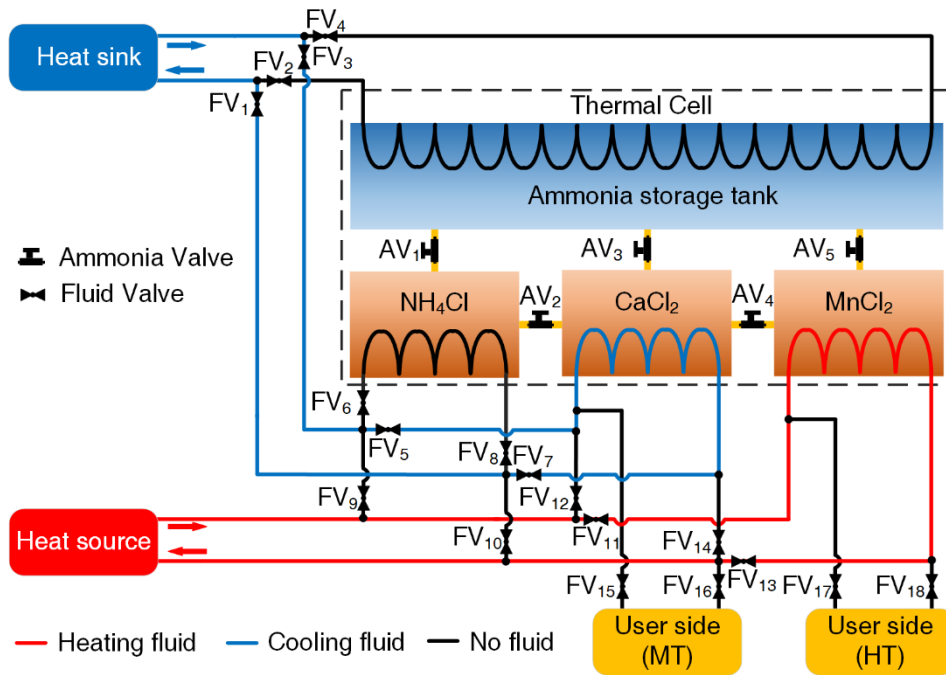 FV₄
Heat sink
FV₃
FV₂
FV₁
Thermal Cell
Ammonia storage tank
Ammonia Valve
Fluid Valve
AV₁
AV₃
AV₅
NH₄Cl
AV₂
CaCl₂
AV₄
MnCl₂
FV₆
FV₅
FV₈
FV₇
FV₉
FV₁₂
Heat source
FV₁₀
FV₁₁
FV₁₄
FV₁₃
FV₁₅
FV₁₆
FV₁₇
FV₁₈
Heating fluid
Cooling fluid
No fluid
User side
(MT)
User side
(HT)